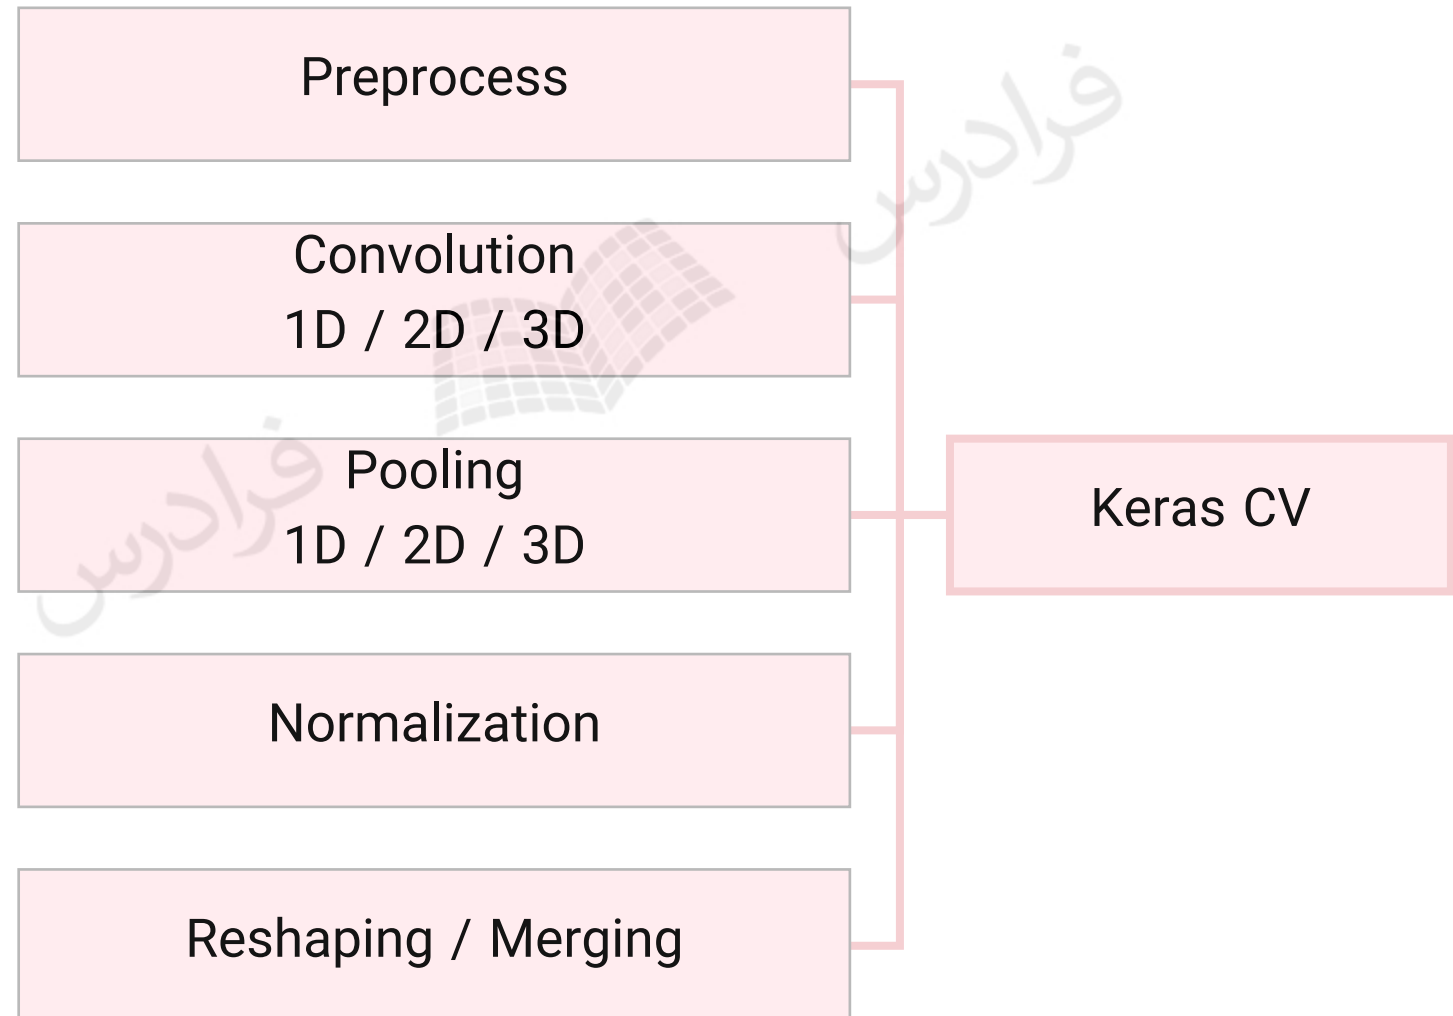 Preprocess
Convolution
1D / 2D / 3D
Pooling
1D / 2D / 3D
Normalization
Reshaping / Merging
Keras CV
فرادرس
فرادرس